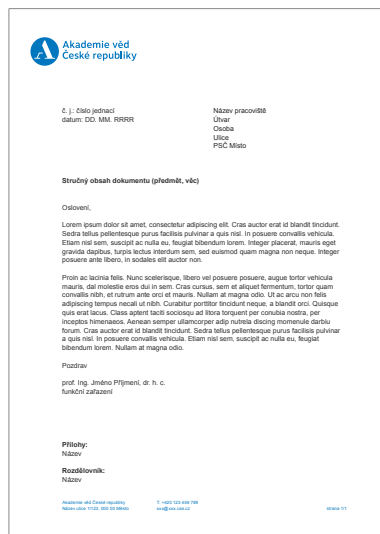 Akademie věd
České republiky
č. j.: číslo jednací
datum: DD. MM. RRRR
Název pracoviště
Útvar
Osoba
Ulice
PSČ Místo
Stručný obsah dokumentu (předmět, věc)
Oslovení,
Lorem ipsum dolor sit amet, consectetur adipiscing elit. Cras auctor erat id blandit tincidunt.
Sedra tellus pellentesque purus facilisis pulvinar a quis nisl. In posuere convallis vehicula.
Etiam nisl sem, suscipit ac nulla eu, feugiat bibendum lorem. Integer placerat, mauris eget
gravida dapibus, turpis lectus interdum sem, sed euismod quam magna non neque. Integer
posuere ante libero, in sodales elit auctor non.
Proin ac lacinia felis. Nunc scelerisque, libero vel posuere posuere, augue tortor vehicula
mauris, dal molestie eros dui in sem. Cras cursus, sem et aliquet fermentum, tortor quam
convallis nibh, et rutrum ante orci et mauris. Nullam at magna odio. Ut ac arcu non felis
adipiscing tempus necali ut nibh. Curabitur porttitor tincidunt neque, a blandit orci. Quisque
quis erat lacus. Class aptent taciti sociosqu ad litora torquent per conubia nostra, per
inceptos himenaeos. Aenean semper ullamcorper adip nutrela discing momenule darbiu
forum. Cras auctor erat id blandit tincidunt. Sedra tellus pellentesque purus facilisis pulvinar
a quis nisl. In posuere convallis vehicula. Etiam nisl sem, suscipit ac nulla eu, feugiat
bibendum lorem. Nullam at magna odio.
Pozdrav
prof. Ing. Jméno Příjmení, dr. h. c.
funkční zařazení
Přílohy:
Název
Rozdělovník:
Název
Akademie věd České republiky
Název ulice 1/123, 000 00 Město
T: +420 123 456 789
xxx@xxx.cas.cz
strana 1/1